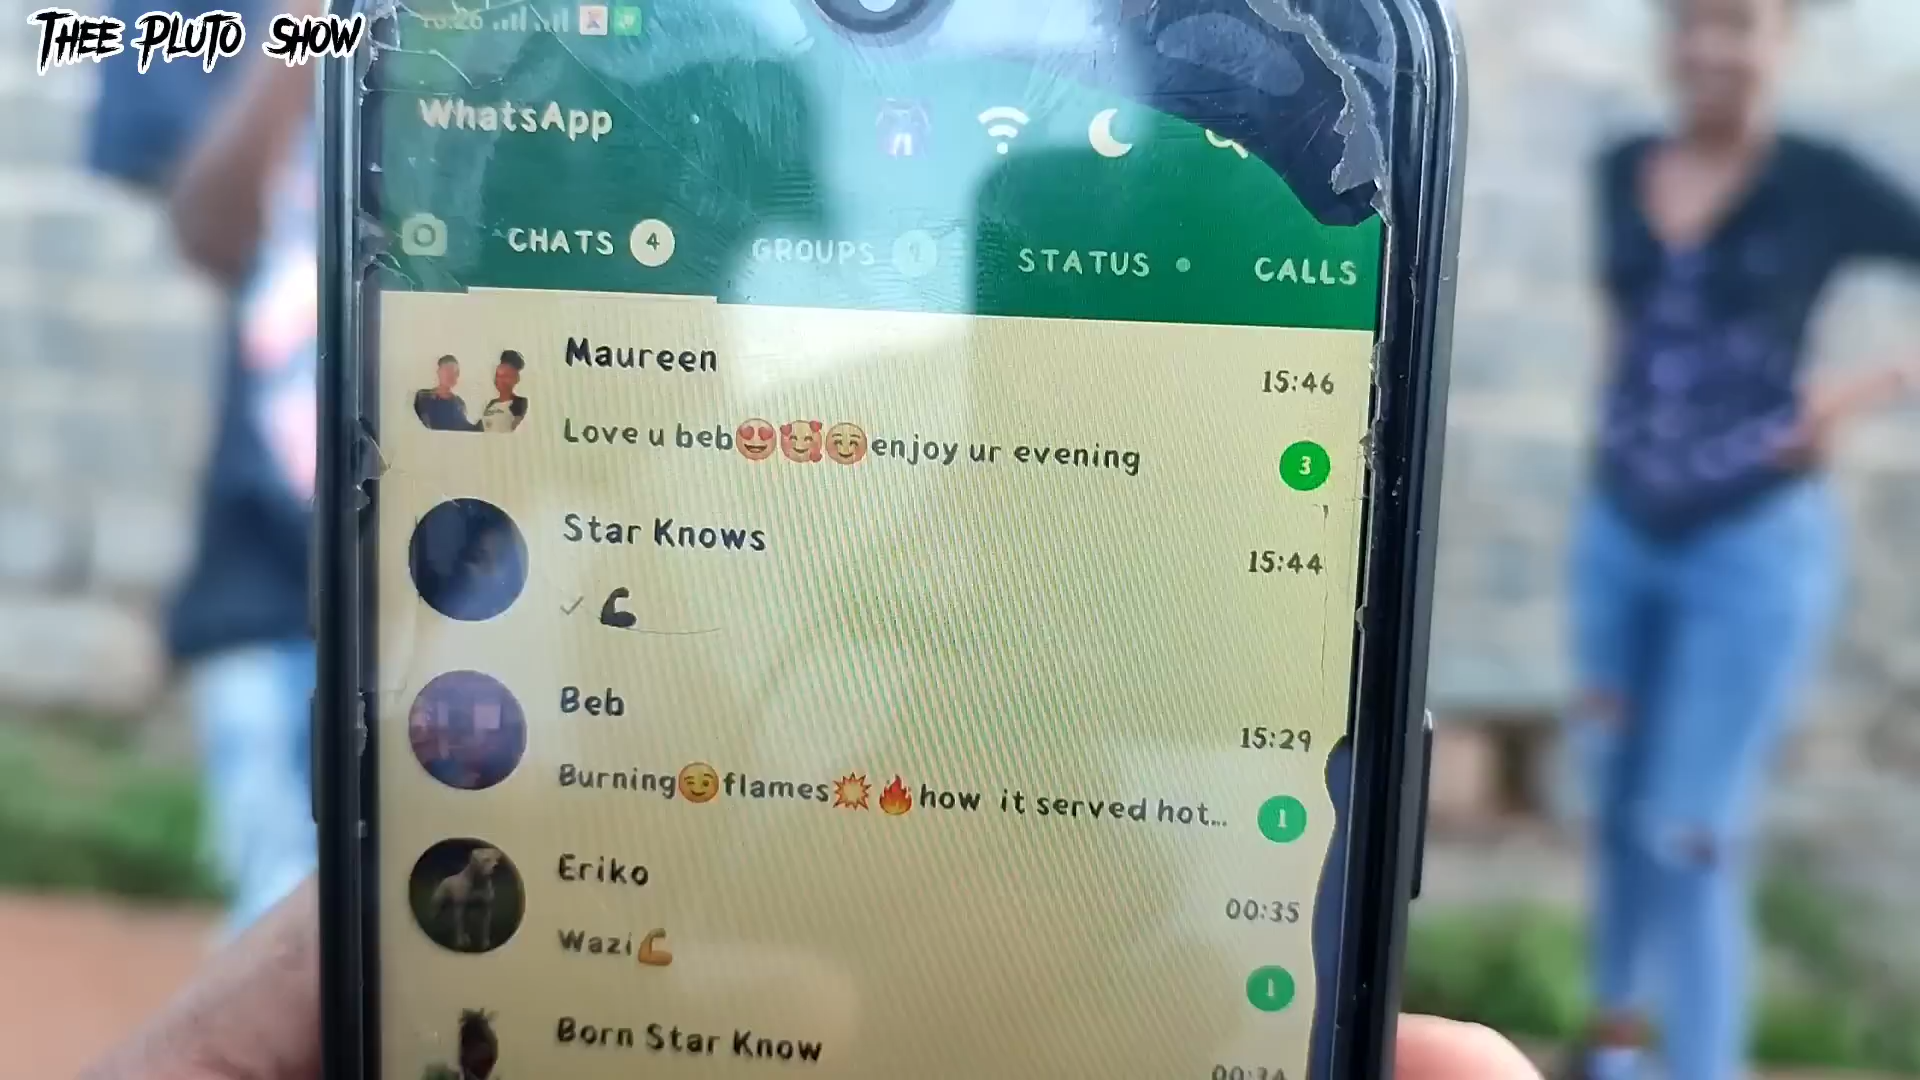 THEE PLUTO SHOW
WhatsApp
CHATS 4
GROUPS
STATUS
CALLS
Maureen
15:46
Love u beb😍🥰☺️enjoy ur evening
3
Star Knows
15:44
✓ 💪
Beb
15:29
Burning😉flames💥🔥how it served hot...
1
Eriko
00:35
Wazi💪
1
Born Star Know